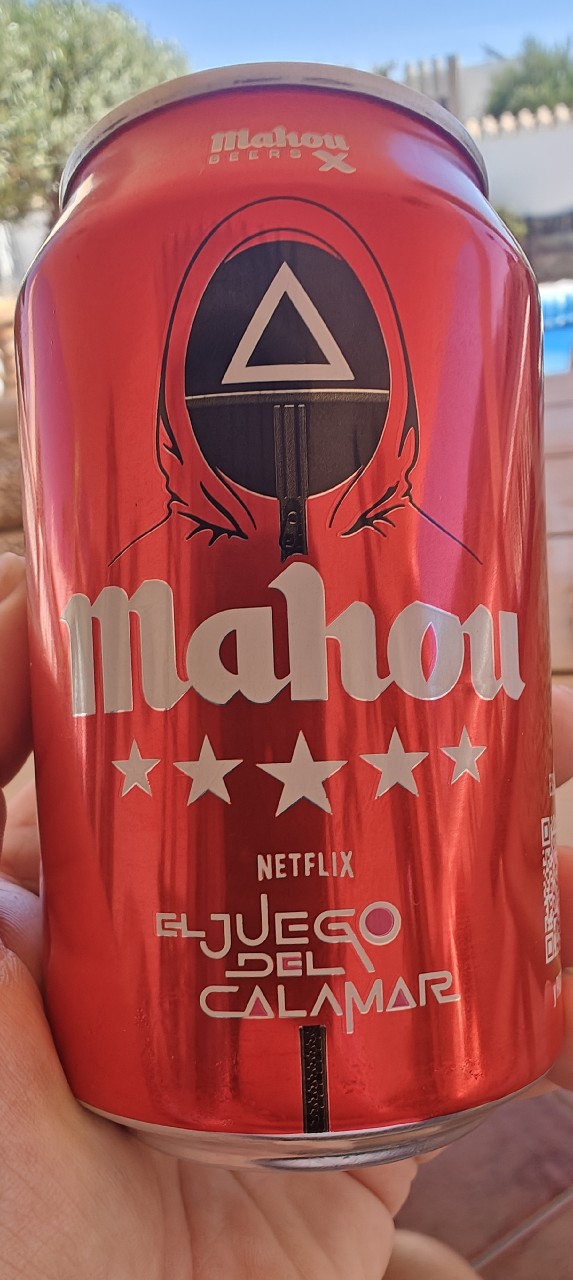 Mahou
BEERS X
Mahou
NETFLIX
EL JUEGO
DEL
CALAMAR